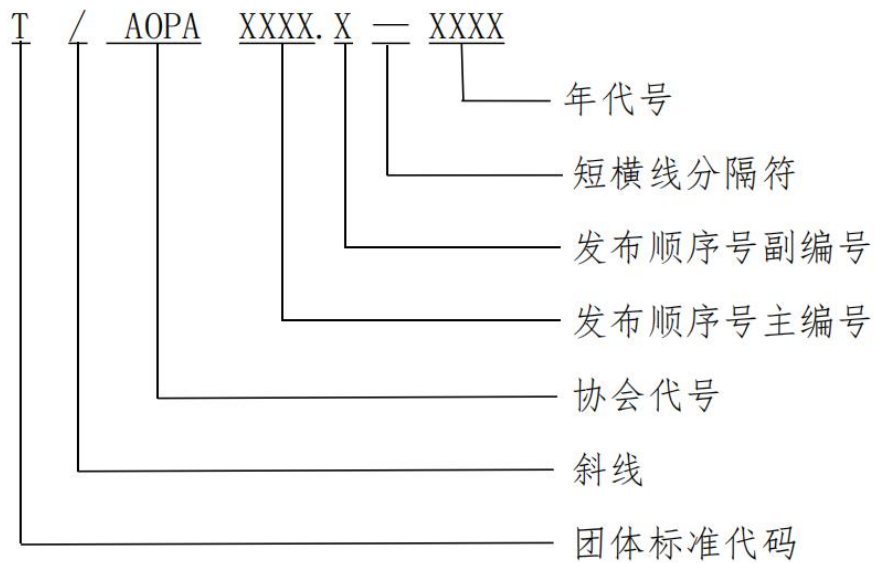 T / AOPA XXXX.X — XXXX
年代号
短横线分隔符
发布顺序号副编号
发布顺序号主编号
协会代号
斜线
团体标准代码